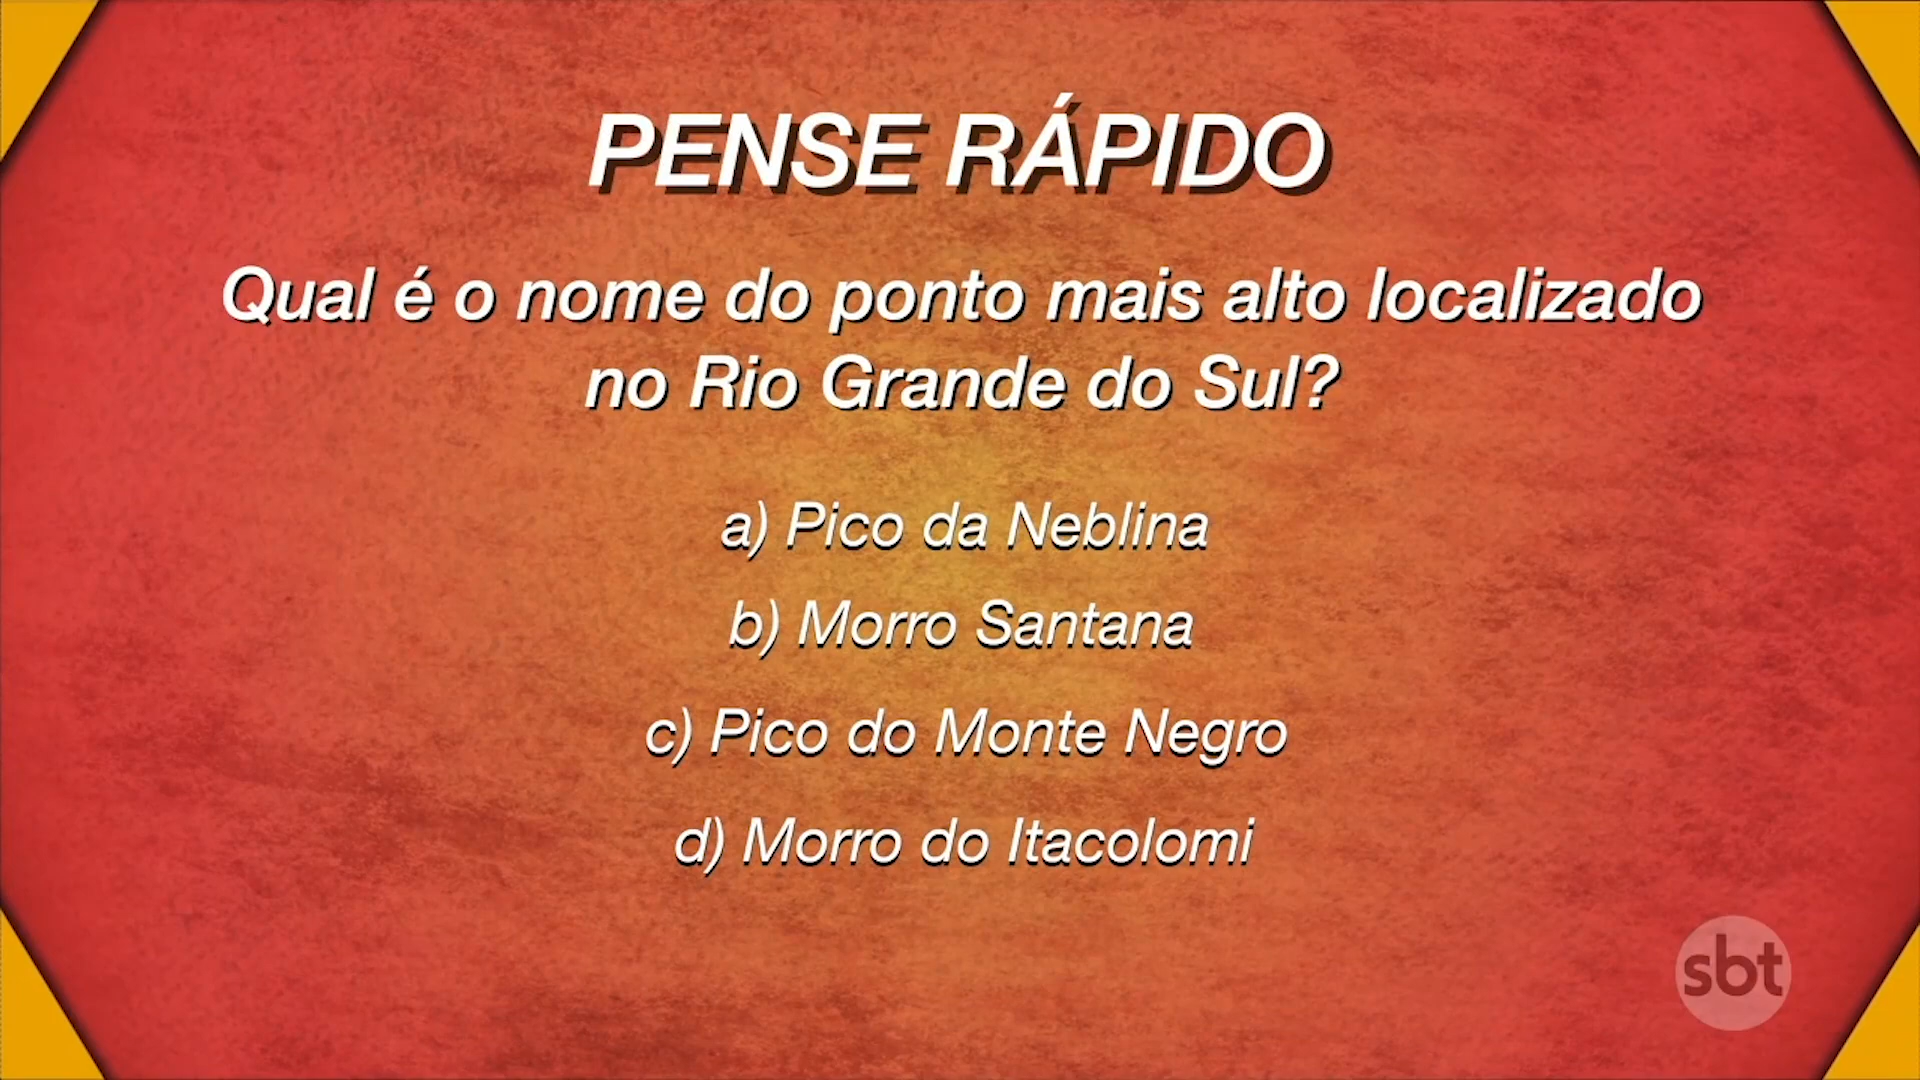 PENSE RÁPIDO
Qual é o nome do ponto mais alto localizado
no Rio Grande do Sul?
a) Pico da Neblina
b) Morro Santana
c) Pico do Monte Negro
d) Morro do Itacolomi
sbt